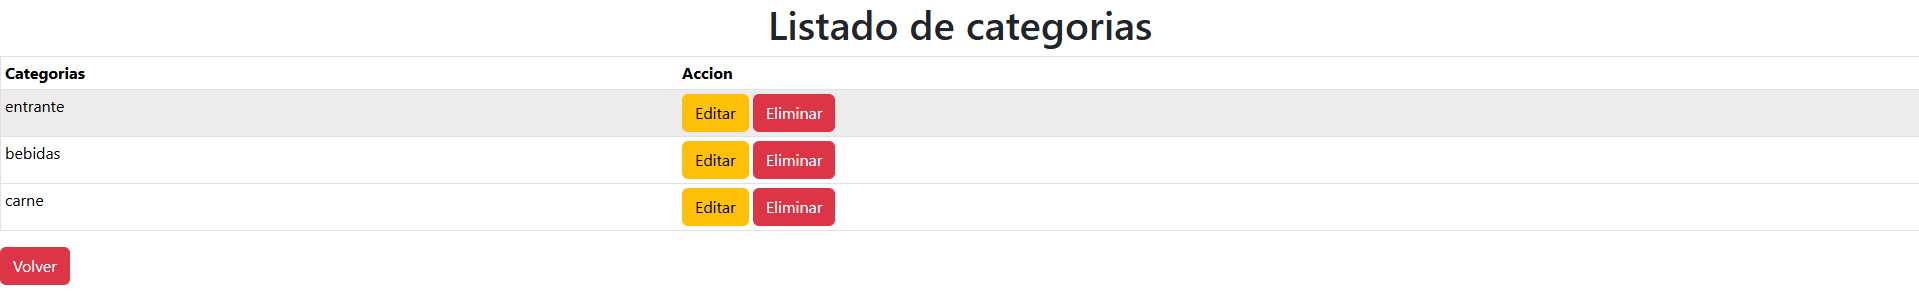 Listado de categorias
Categorias Accion
entrante Editar Eliminar
bebidas Editar Eliminar
carne Editar Eliminar
Volver